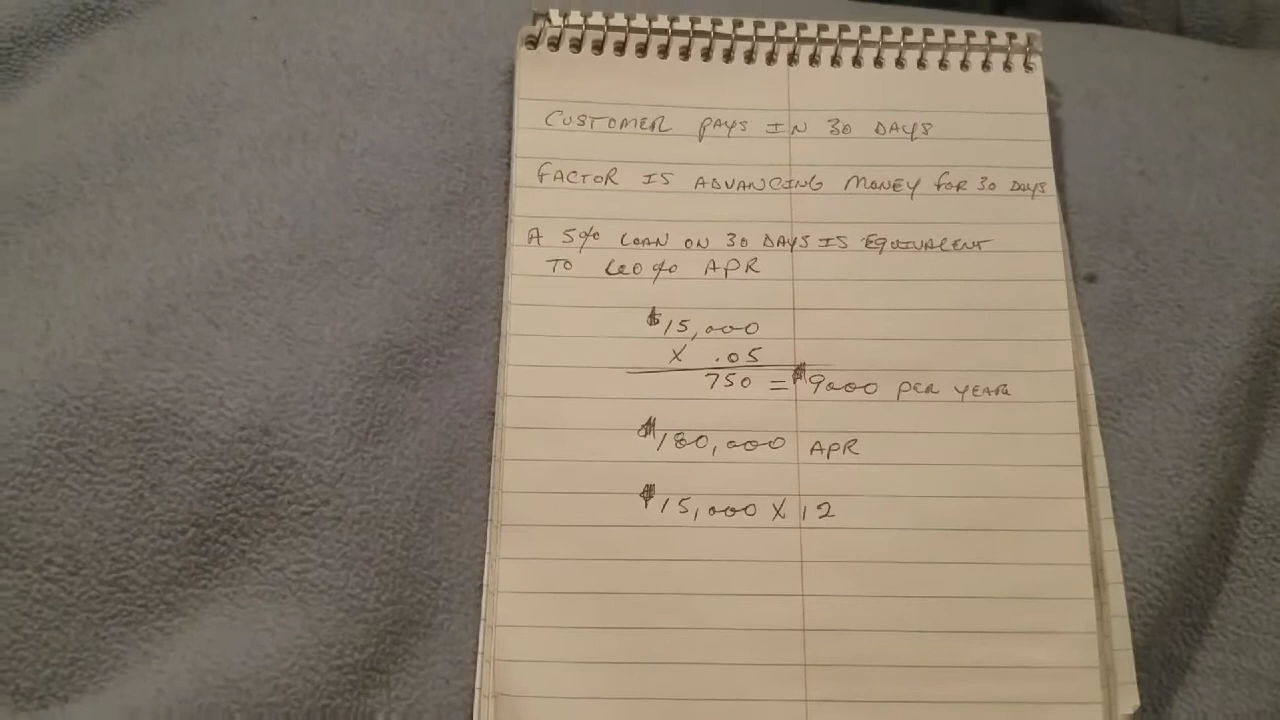 CUSTOMER PAYS IN 30 DAYS
FACTOR IS ADVANCING MONEY FOR 30 DAYS
A 5% LOAN ON 30 DAYS IS EQUIVALENT
TO 60% APR
$15,000
X .05
750 = $9000 PER YEAR
$180,000 APR
$15,000 X 12